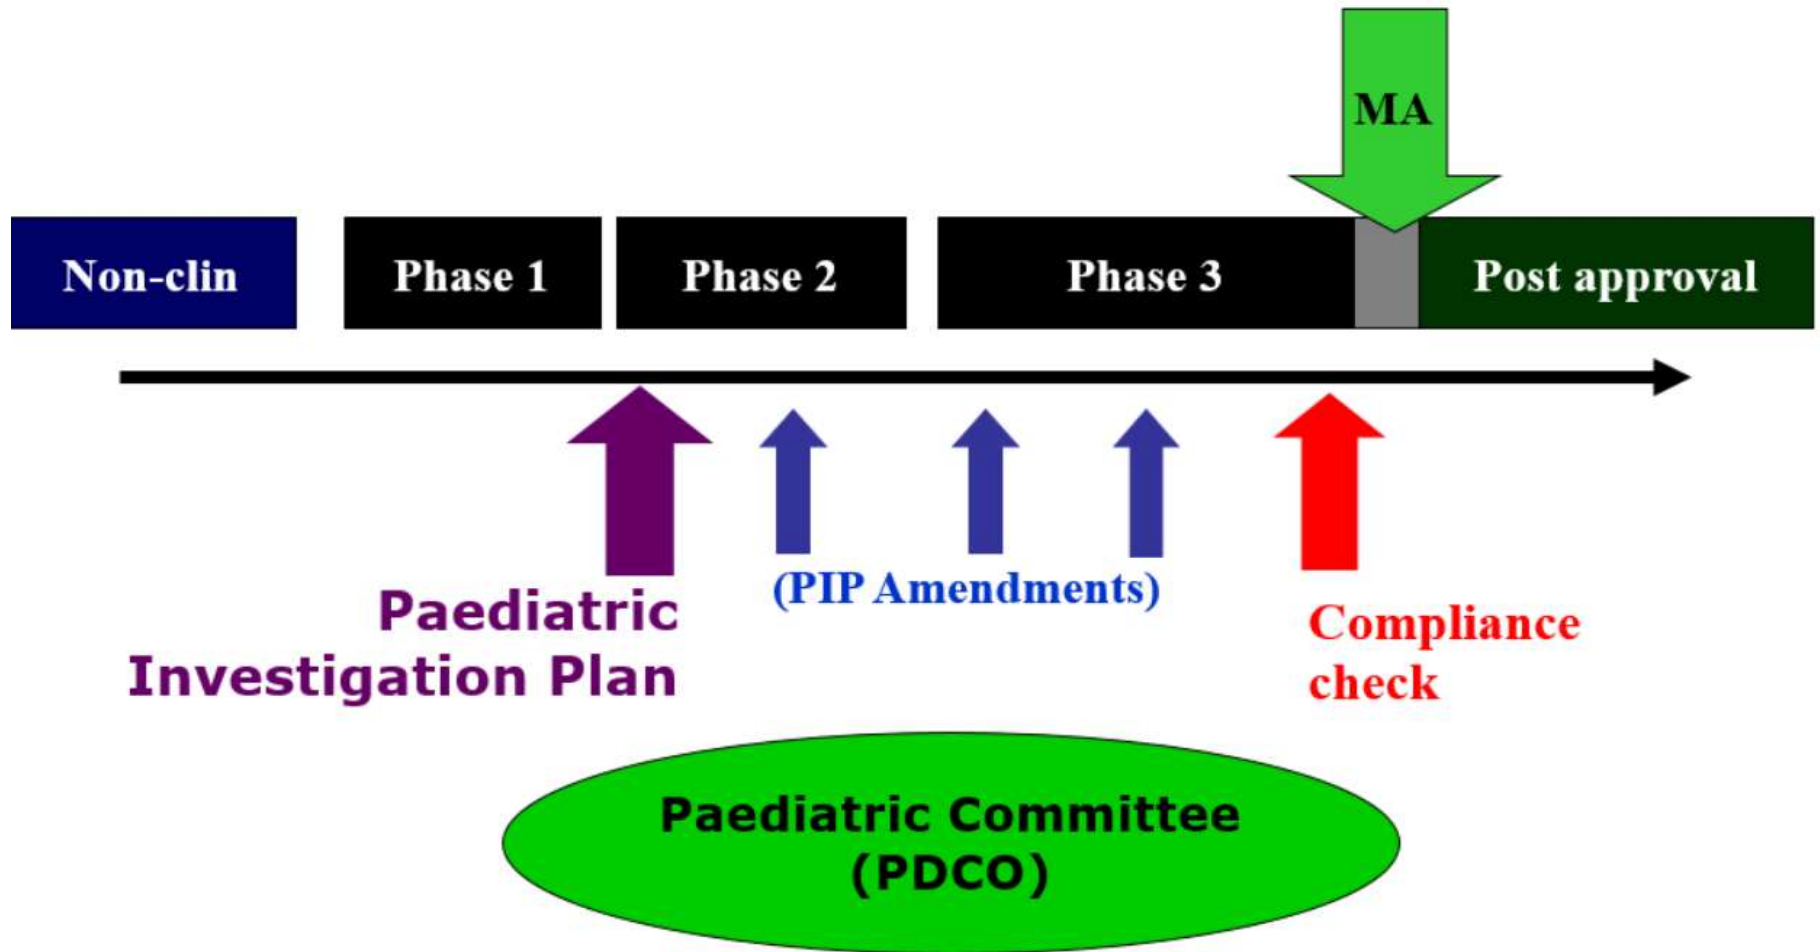 MA
Non-clin
Phase 1
Phase 2
Phase 3
Post approval
Paediatric
Investigation Plan
(PIP Amendments)
Compliance
check
Paediatric Committee
(PDCO)